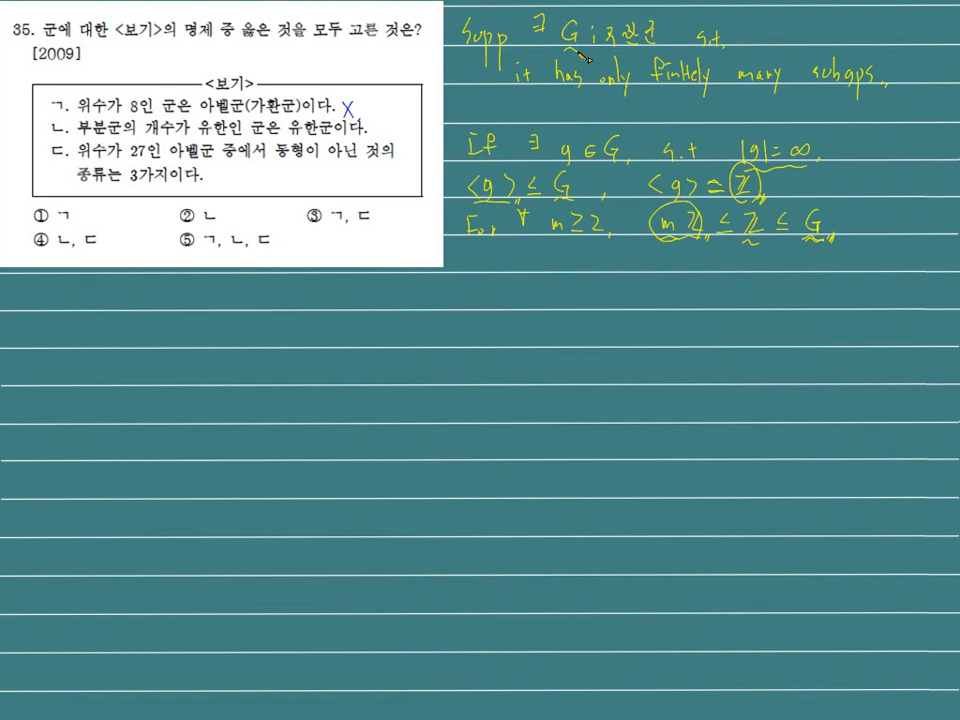 35. 군에 대한 <보기>의 명제 중 옳은 것을 모두 고른 것은?
[2009]
<보기>
ㄱ. 위수가 8인 군은 아벨군(가환군)이다. X
ㄴ. 부분군의 개수가 유한인 군은 유한군이다.
ㄷ. 위수가 27인 아벨군 중에서 동형이 아닌 것의
종류는 3가지이다.
① ㄱ ② ㄴ ③ ㄱ, ㄷ
④ ㄴ, ㄷ ⑤ ㄱ, ㄴ, ㄷ
Supp ∃ G s.t.
it has only finitely many subgps.
If ∃ g ∈ G, s.t |g| = ∞,
<g> ≤ G, <g> ≃ ℤ
For ∀ m ≥ 2, mℤ ≤ ℤ ≤ G